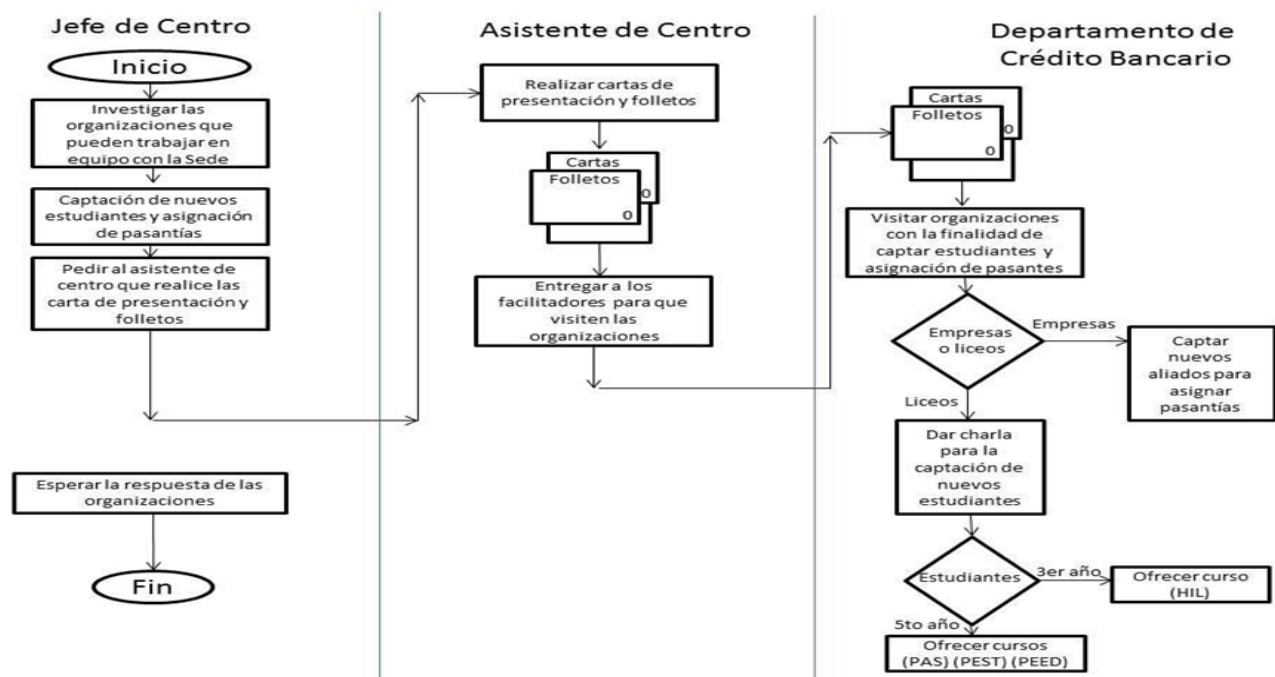 Jefe de Centro
Inicio
Investigar las
organizaciones que
pueden trabajar en
equipo con la Sede
Captación de nuevos
estudiantes y asignación
de pasantías
Pedir al asistente de
centro que realice las
carta de presentación y
folletos
Esperar la respuesta de las
organizaciones
Fin
Asistente de Centro
Realizar cartas de
presentación y folletos
Cartas
0
Folletos
0
Entregar a los
facilitadores para que
visiten las
organizaciones
Departamento de
Crédito Bancario
Cartas
0
Folletos
0
Visitar organizaciones
con la finalidad de
captar estudiantes y
asignación de pasantes
Empresas
o liceos
Empresas
Captar
nuevos
aliados para
asignar
pasantías
Liceos
Dar charla
para la
captación de
nuevos
estudiantes
Estudiantes
3er año
Ofrecer curso
(HIL)
5to año
Ofrecer cursos
(PAS) (PEST) (PEED)